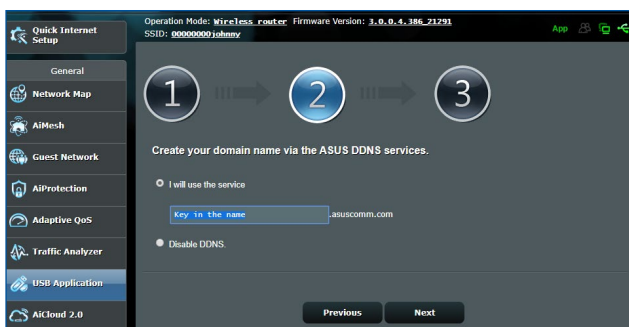 Quick Internet
Setup
Operation Mode: Wireless router Firmware Version: 3.0.0.4.386_21291
SSID: 00000000johnny
App
General
Network Map
AiMesh
Guest Network
AiProtection
Adaptive QoS
Traffic Analyzer
USB Application
AiCloud 2.0
1
2
3
Create your domain name via the ASUS DDNS services.
I will use the service
Key in the name .asuscomm.com
Disable DDNS.
Previous Next